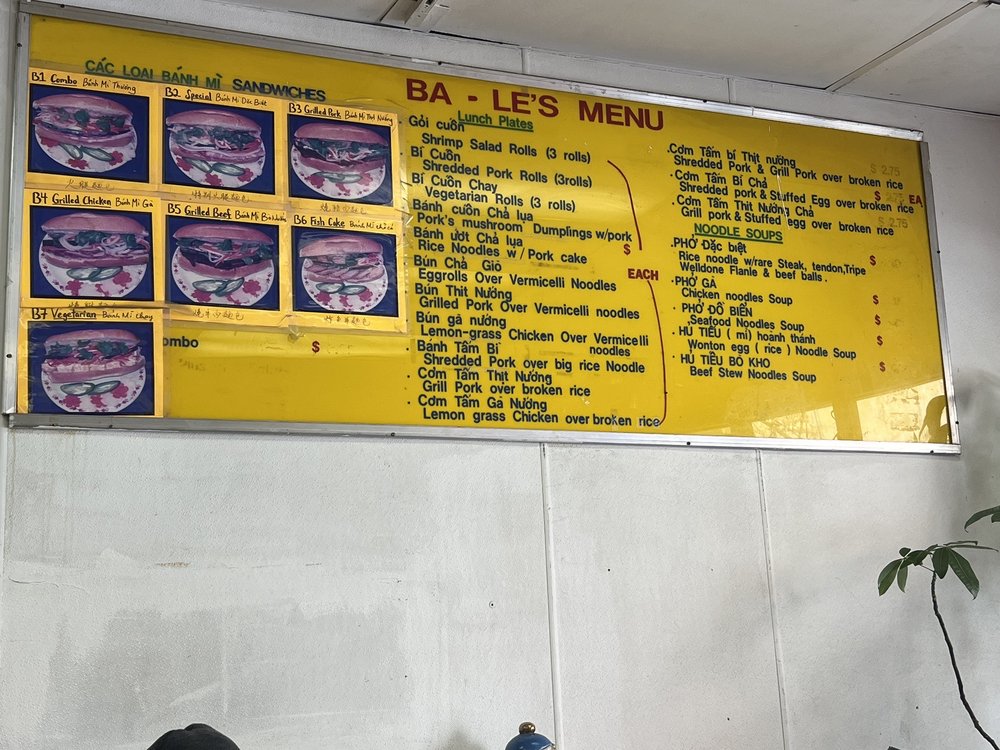 CÁC LOẠI BÁNH MÌ SANDWICHES
B1 Combo Bánh Mì Thường
B2 Special Bánh Mì Đặc Biệt
B3 Grilled Pork Bánh Mì Thịt Nướng
B4 Grilled Chicken Bánh Mì Gà
B5 Grilled Beef Bánh Mì
B6 Fish Cake Bánh Mì chả cá
B7 Vegetarian Bánh Mì chay
ombo $
BA - LE'S MENU
Lunch Plates
Gỏi cuốn
Shrimp Salad Rolls (3 rolls)
Bì Cuốn
Shredded Pork Rolls (3rolls)
Bì Cuốn Chay
Vegetarian Rolls (3 rolls)
Bánh cuốn Chả lụa
Pork's mushroom Dumplings w/pork
Bánh ướt Chả lụa $
Rice Noodles w/Pork cake
Bún Chả Giò EACH
Eggrolls Over Vermicelli Noodles
Bún Thịt Nướng
Grilled Pork Over Vermicelli noodles
Bún gà nướng
Lemon-grass Chicken Over Vermicelli
noodles
Bánh Tầm Bì
Shredded Pork over big rice Noodle
. Cơm Tấm Thịt Nướng
Grill Pork over broken rice
. Cơm Tấm Gà Nướng
Lemon grass Chicken over broken rice
.Cơm Tấm bì Thịt nướng
Shredded Pork & Grill Pork over broken rice $ 2.75
.Cơm Tấm Bì Chả
Shredded pork & Stuffed Egg over broken rice $ EA
.Cơm Tấm Thịt Nướng Chả
Grill pork & Stuffed egg over broken rice $ 2.75
NOODLE SOUPS
.PHỞ Đặc biệt
Rice noodle w/rare Steak, tendon,Tripe $
Welldone Flanle & beef balls .
.PHỞ GÀ
Chicken noodles Soup $
. PHỞ ĐỒ BIỂN
Seafood Noodles Soup $
. HỦ TIẾU ( mì) hoành thánh
Wonton egg ( rice ) Noodle Soup $
. HỦ TIẾU BÒ KHO
Beef Stew Noodles Soup $